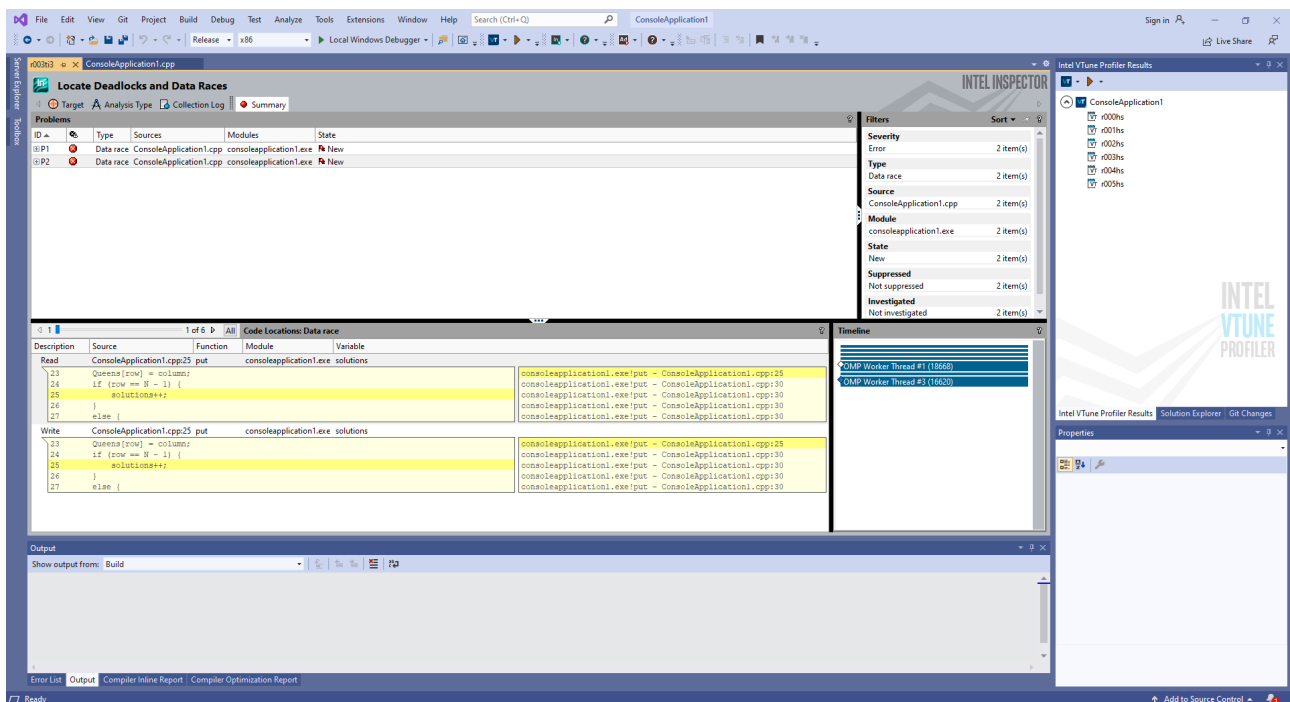 File Edit View Git Project Build Debug Test Analyze Tools Extensions Window Help Search (Ctrl+Q) ConsoleApplication1 Sign in
Release x86 Local Windows Debugger Live Share
Server Explorer
Toolbox
r003ti3 ConsoleApplication1.cpp
Locate Deadlocks and Data Races INTEL INSPECTOR
Target Analysis Type Collection Log Summary
Problems
ID Type Sources Modules State
P1 Data race ConsoleApplication1.cpp consoleapplication1.exe New
P2 Data race ConsoleApplication1.cpp consoleapplication1.exe New
Filters Sort
Severity
Error 2 item(s)
Type
Data race 2 item(s)
Source
ConsoleApplication1.cpp 2 item(s)
Module
consoleapplication1.exe 2 item(s)
State
New 2 item(s)
Suppressed
Not suppressed 2 item(s)
Investigated
Not investigated 2 item(s)
1 1 of 6 All Code Locations: Data race
Description Source Function Module Variable
Read ConsoleApplication1.cpp:25 put consoleapplication1.exe solutions
23 Queens[row] = column; consoleapplication1.exe!put - ConsoleApplication1.cpp:25
24 if (row == N - 1) { consoleapplication1.exe!put - ConsoleApplication1.cpp:30
25 solutions++; consoleapplication1.exe!put - ConsoleApplication1.cpp:30
26 } consoleapplication1.exe!put - ConsoleApplication1.cpp:30
27 else { consoleapplication1.exe!put - ConsoleApplication1.cpp:30
Write ConsoleApplication1.cpp:25 put consoleapplication1.exe solutions
23 Queens[row] = column; consoleapplication1.exe!put - ConsoleApplication1.cpp:25
24 if (row == N - 1) { consoleapplication1.exe!put - ConsoleApplication1.cpp:30
25 solutions++; consoleapplication1.exe!put - ConsoleApplication1.cpp:30
26 } consoleapplication1.exe!put - ConsoleApplication1.cpp:30
27 else { consoleapplication1.exe!put - ConsoleApplication1.cpp:30
Timeline
OMP Worker Thread #1 (18668)
OMP Worker Thread #3 (16620)
Output
Show output from: Build
Error List Output Compiler Inline Report Compiler Optimization Report
Intel VTune Profiler Results
ConsoleApplication1
r000hs
r001hs
r002hs
r003hs
r004hs
r005hs
INTEL
VTUNE
PROFILER
Intel VTune Profiler Results Solution Explorer Git Changes
Properties
Ready Add to Source Control